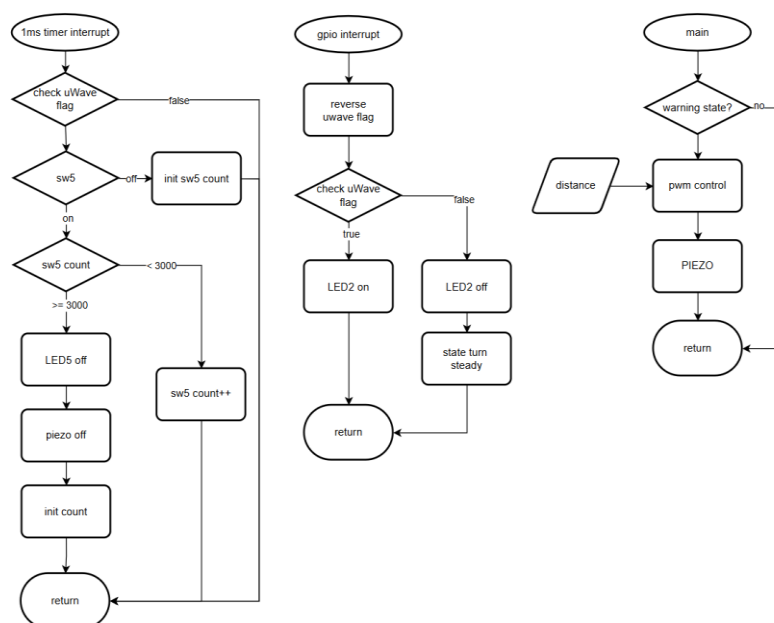 1ms timer interrupt
check uWave
flag
false
sw5
off
init sw5 count
on
sw5 count
< 3000
>= 3000
LED5 off
sw5 count++
piezo off
init count
return
gpio interrupt
reverse
uwave flag
check uWave
flag
false
true
LED2 on
LED2 off
state turn
steady
return
main
warning state?
no
distance
pwm control
PIEZO
return